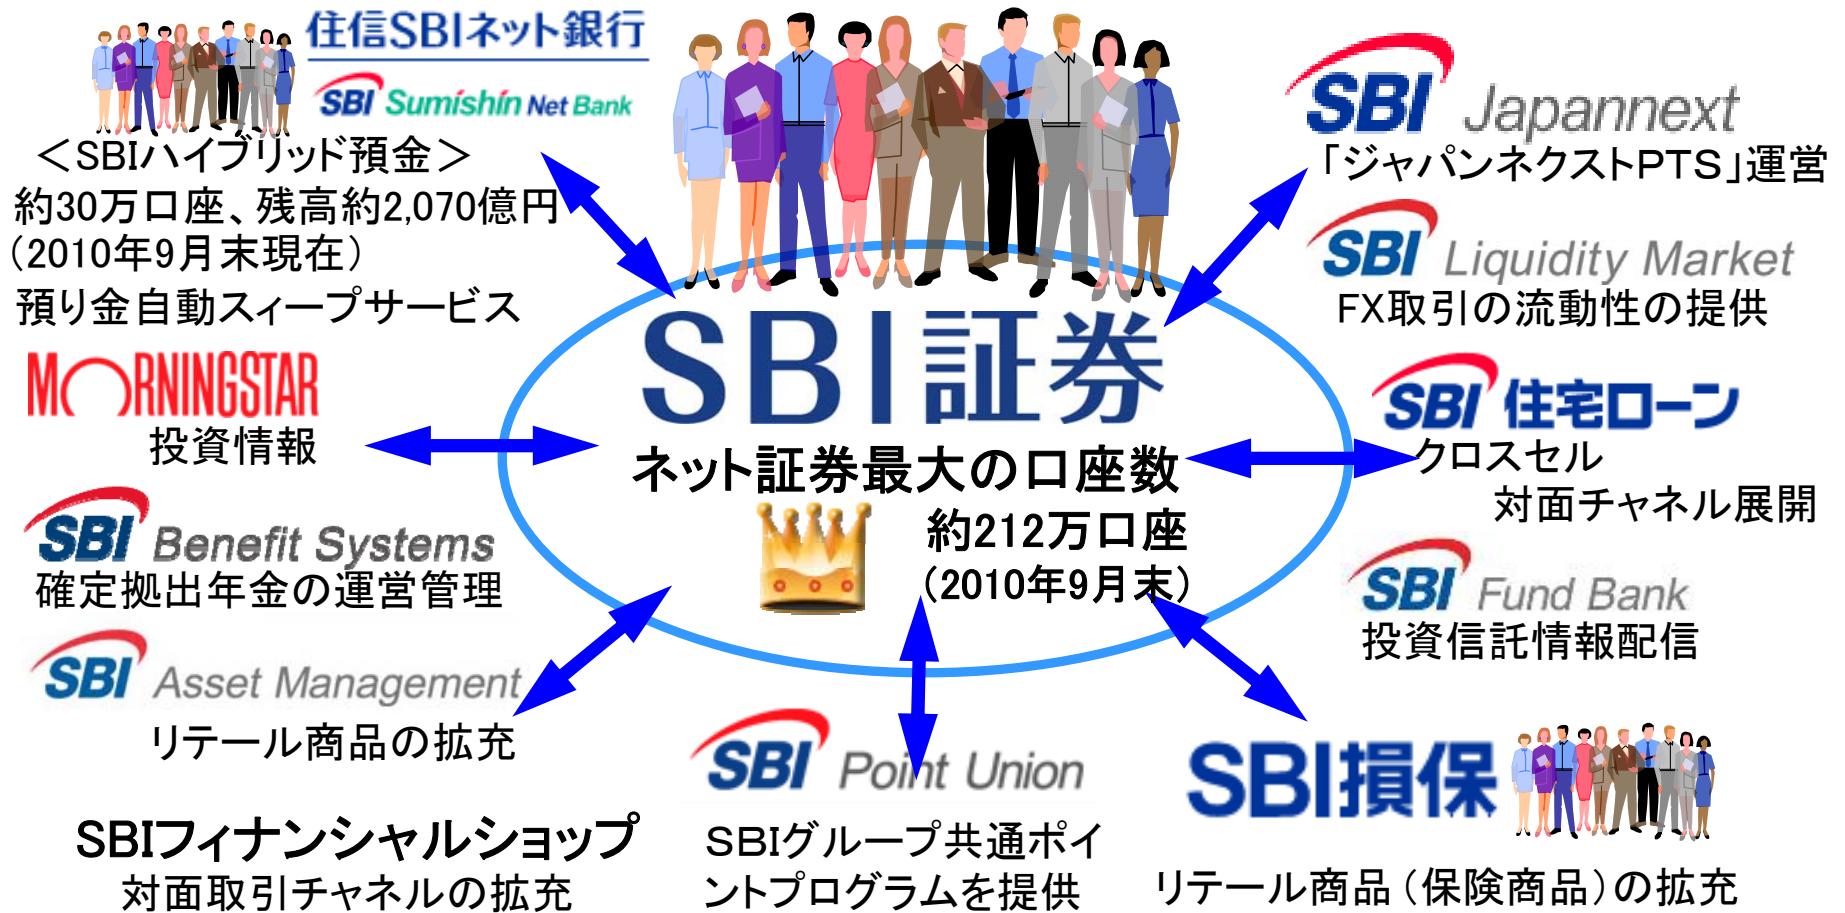 住信SBIネット銀行
SBI Sumishin Net Bank
＜SBIハイブリッド預金＞
約30万口座、残高約2,070億円
（2010年9月末現在）
預り金自動スィープサービス
MORNINGSTAR
投資情報
SBI Benefit Systems
確定拠出年金の運営管理
SBI Asset Management
リテール商品の拡充
SBIフィナンシャルショップ
対面取引チャネルの拡充
SBI証券
ネット証券最大の口座数
約212万口座
（2010年9月末）
SBI Point Union
SBIグループ共通ポイ
ントプログラムを提供
SBI Japannext
「ジャパンネクストPTS」運営
SBI Liquidity Market
FX取引の流動性の提供
SBI 住宅ローン
クロスセル
対面チャネル展開
SBI Fund Bank
投資信託情報配信
SBI損保
リテール商品（保険商品）の拡充